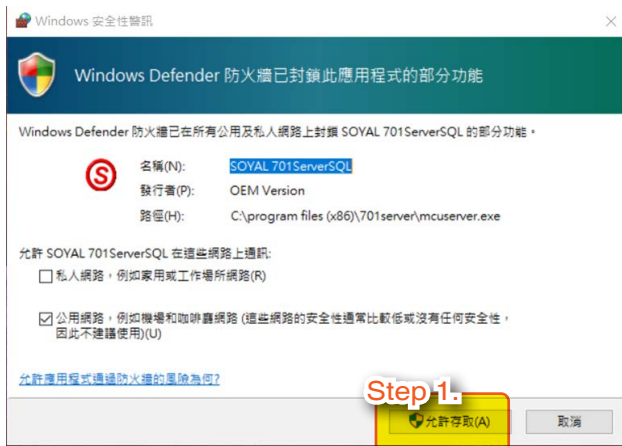 Windows 安全性警訊
Windows Defender 防火牆已封鎖此應用程式的部分功能
Windows Defender 防火牆已在所有公用及私人網路上封鎖 SOYAL 701ServerSQL 的部分功能。
S
名稱(N): SOYAL 701ServerSQL
發行者(P): OEM Version
路徑(H): C:\program files (x86)\701server\mcuserver.exe
允許 SOYAL 701ServerSQL 在這些網路上通訊:
私人網路，例如家用或工作場所網路(R)
公用網路，例如機場和咖啡廳網路 (這些網路的安全性通常比較低或沒有任何安全性，
因此不建議使用)(U)
允許應用程式通過防火牆的風險為何?
Step 1.
允許存取(A) 取消